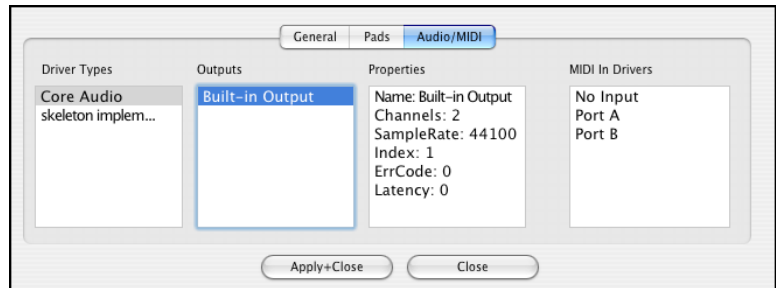 General Pads Audio/MIDI
Driver Types
Core Audio
skeleton implem...
Outputs
Built-in Output
Properties
Name: Built-in Output
Channels: 2
SampleRate: 44100
Index: 1
ErrCode: 0
Latency: 0
MIDI In Drivers
No Input
Port A
Port B
Apply+Close Close